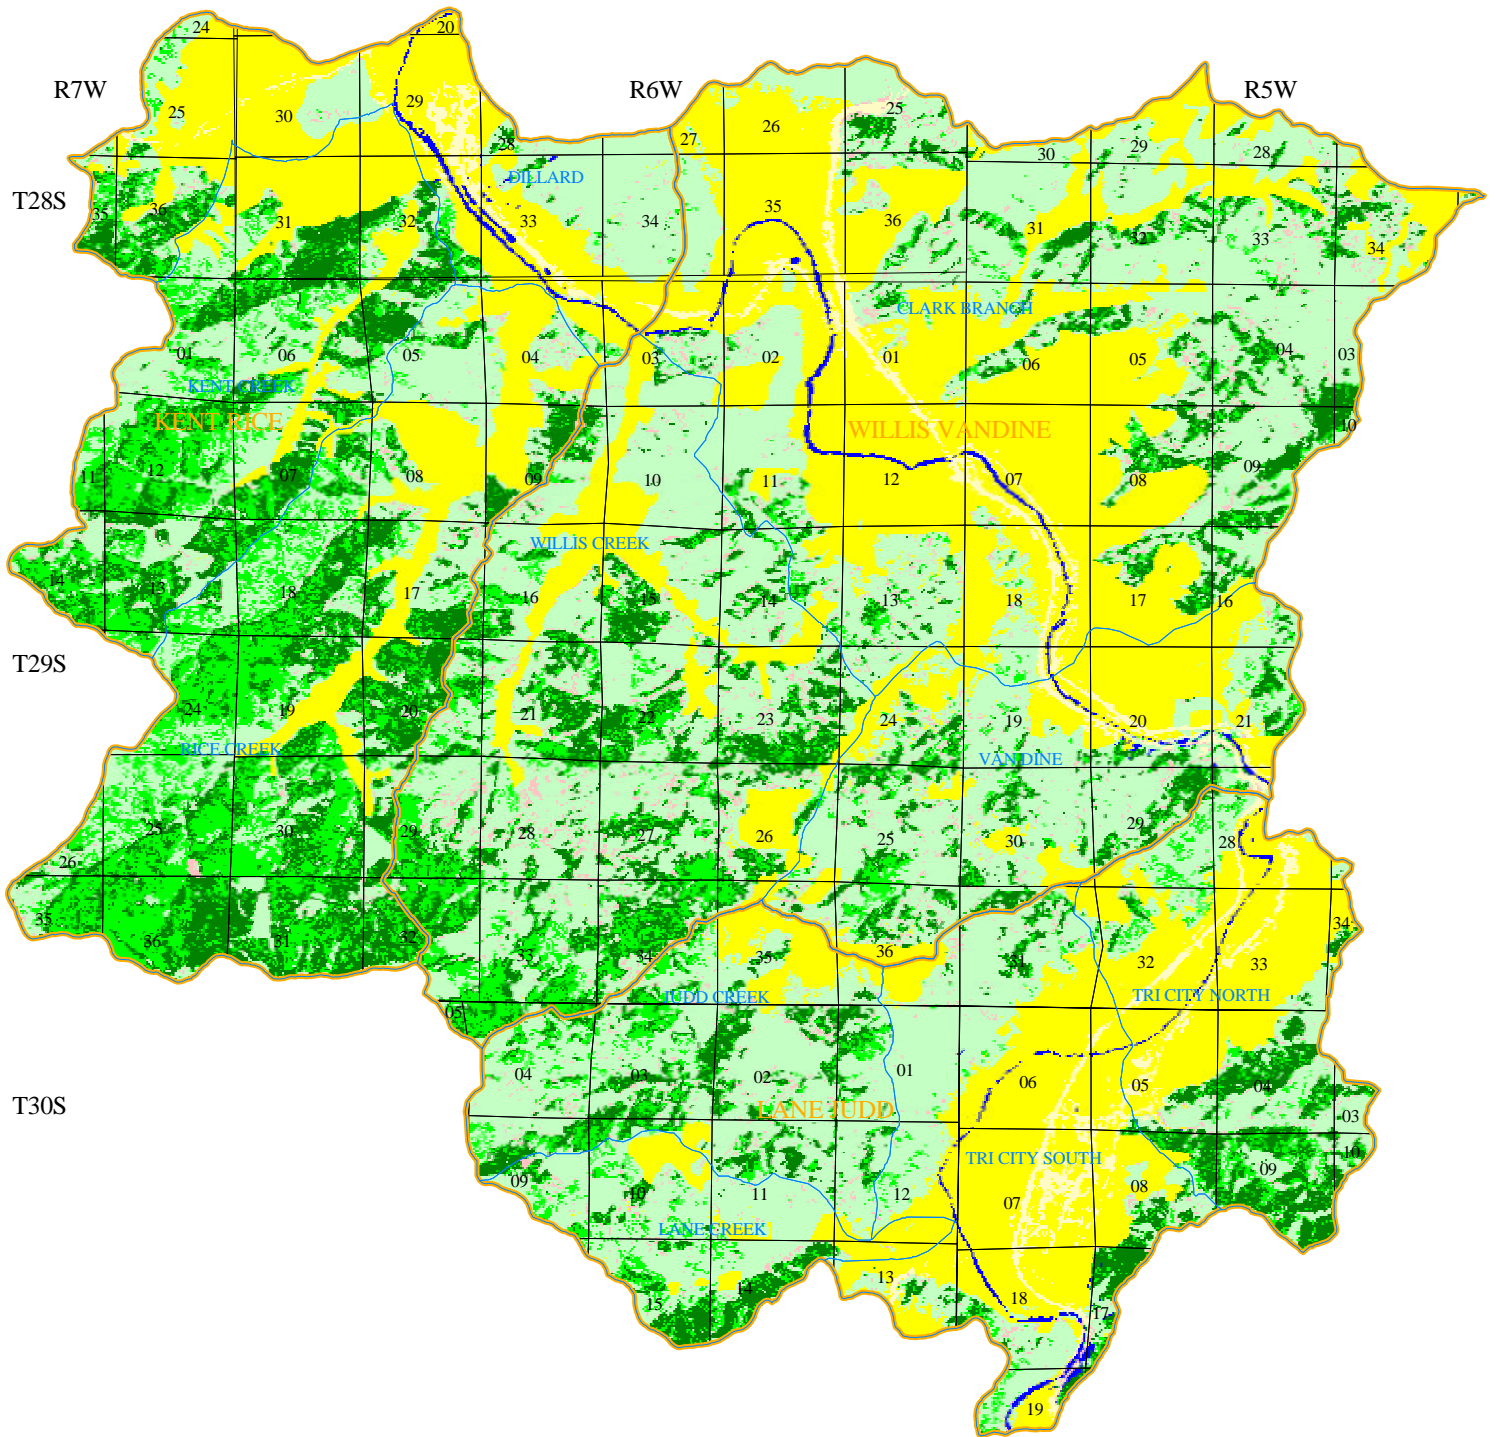 24 20
R7W R6W R5W
25 30 29 28 27 26 25 30 29 28
DILLARD
T28S
35 36 31 32 33 34 35 36 31 32 33 34
CLARK BRANCH
01 06 05 04 03 02 01 06 05 04 03
KENT CREEK
KENT RICE WILLIS VANDINE
11 12 07 08 09 10 11 12 07 08 09 10
WILLIS CREEK
14 13 18 17 16 15 14 13 18 17 16
T29S
24 19 20 21 22 23 24 19 20 21
RICE CREEK VAN DINE
26 25 30 29 28 27 26 25 30 29 28
35 36 31 32 33 34 35 36 31 32 33 34
JUDD CREEK TRI CITY NORTH
05
04 03 02 01 06 05 04 03
T30S LANE JUDD
TRI CITY SOUTH
09 10 11 12 07 08 09 10
LANE CREEK
15 14 13 18 17
19